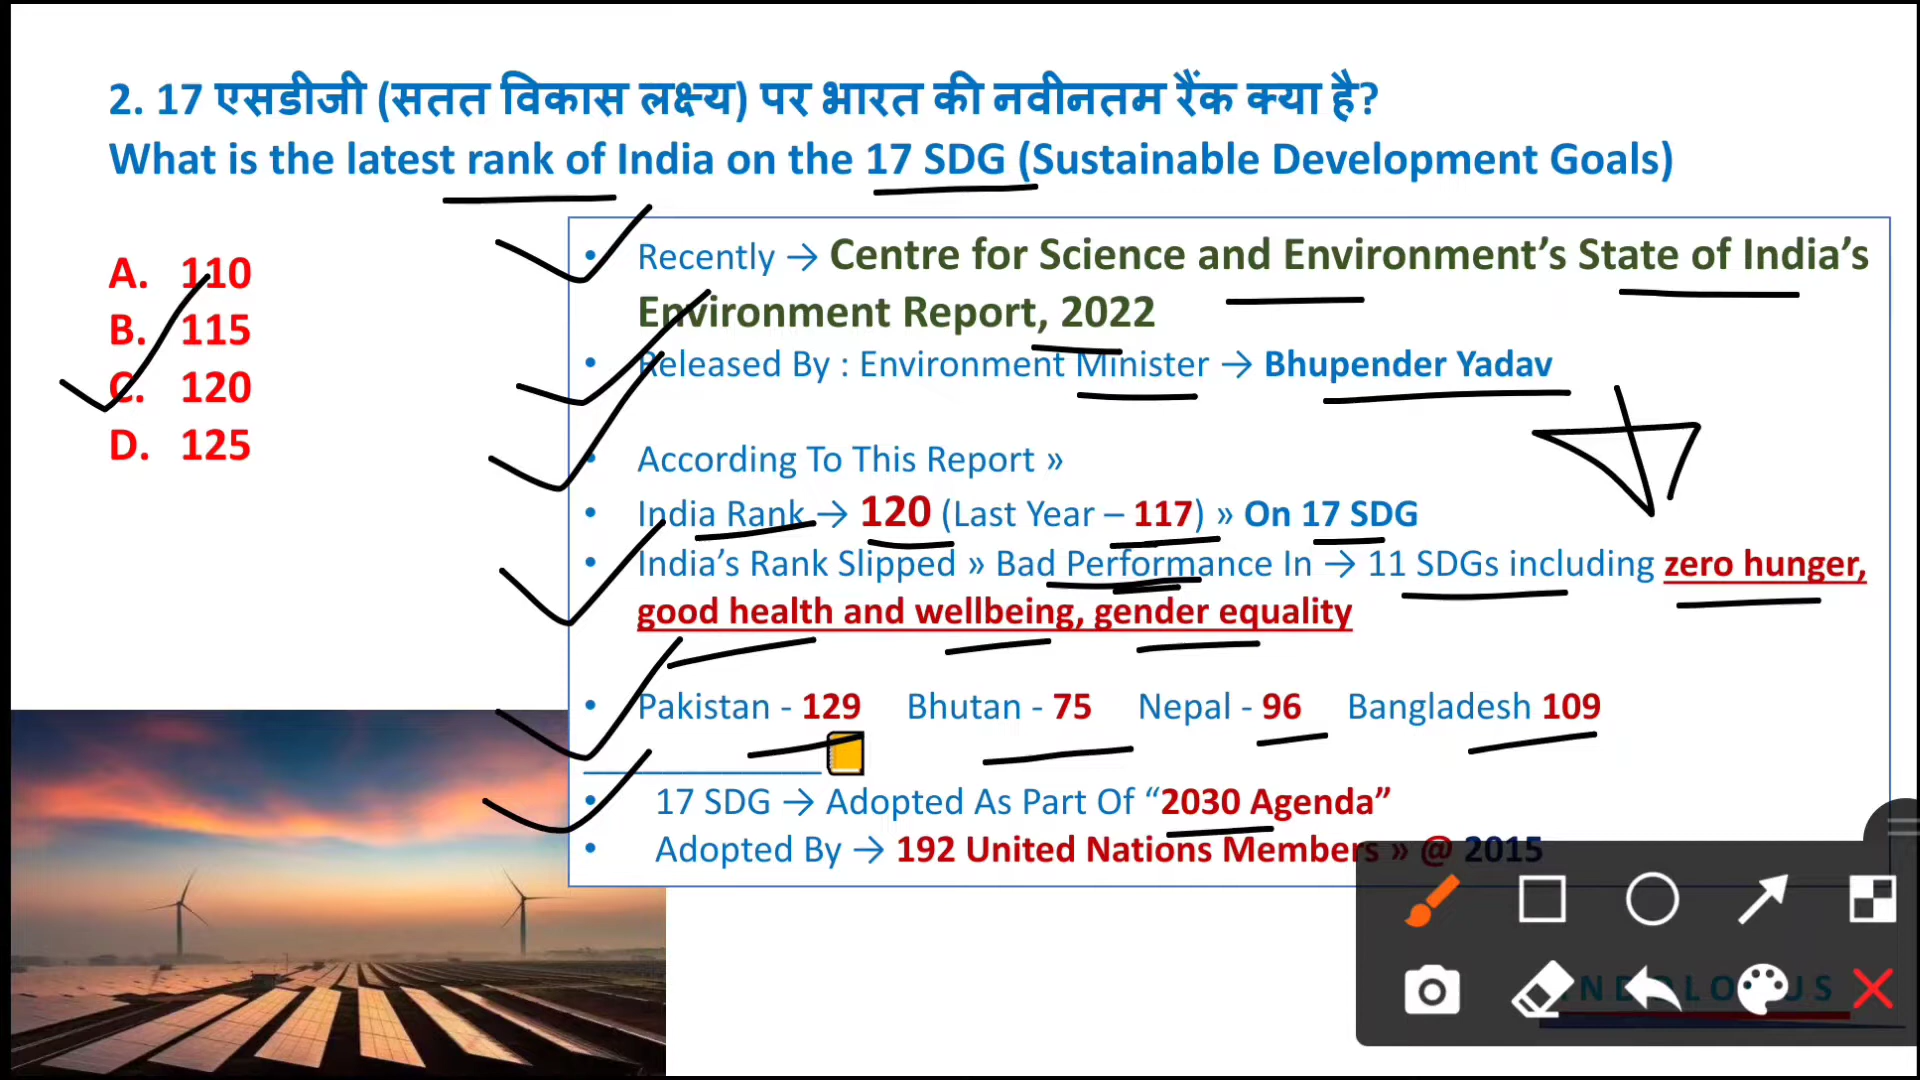 2. 17 एसडीजी (सतत विकास लक्ष्य) पर भारत की नवीनतम रैंक क्या है?
What is the latest rank of India on the 17 SDG (Sustainable Development Goals)
A. 110
B. 115
C. 120
D. 125
• Recently → Centre for Science and Environment’s State of India’s
Environment Report, 2022
• Released By : Environment Minister → Bhupender Yadav
• According To This Report »
• India Rank → 120 (Last Year – 117) » On 17 SDG
• India’s Rank Slipped » Bad Performance In → 11 SDGs including zero hunger,
good health and wellbeing, gender equality
• Pakistan - 129 Bhutan - 75 Nepal - 96 Bangladesh 109
• 17 SDG → Adopted As Part Of “2030 Agenda”
• Adopted By → 192 United Nations Members » @ 2015